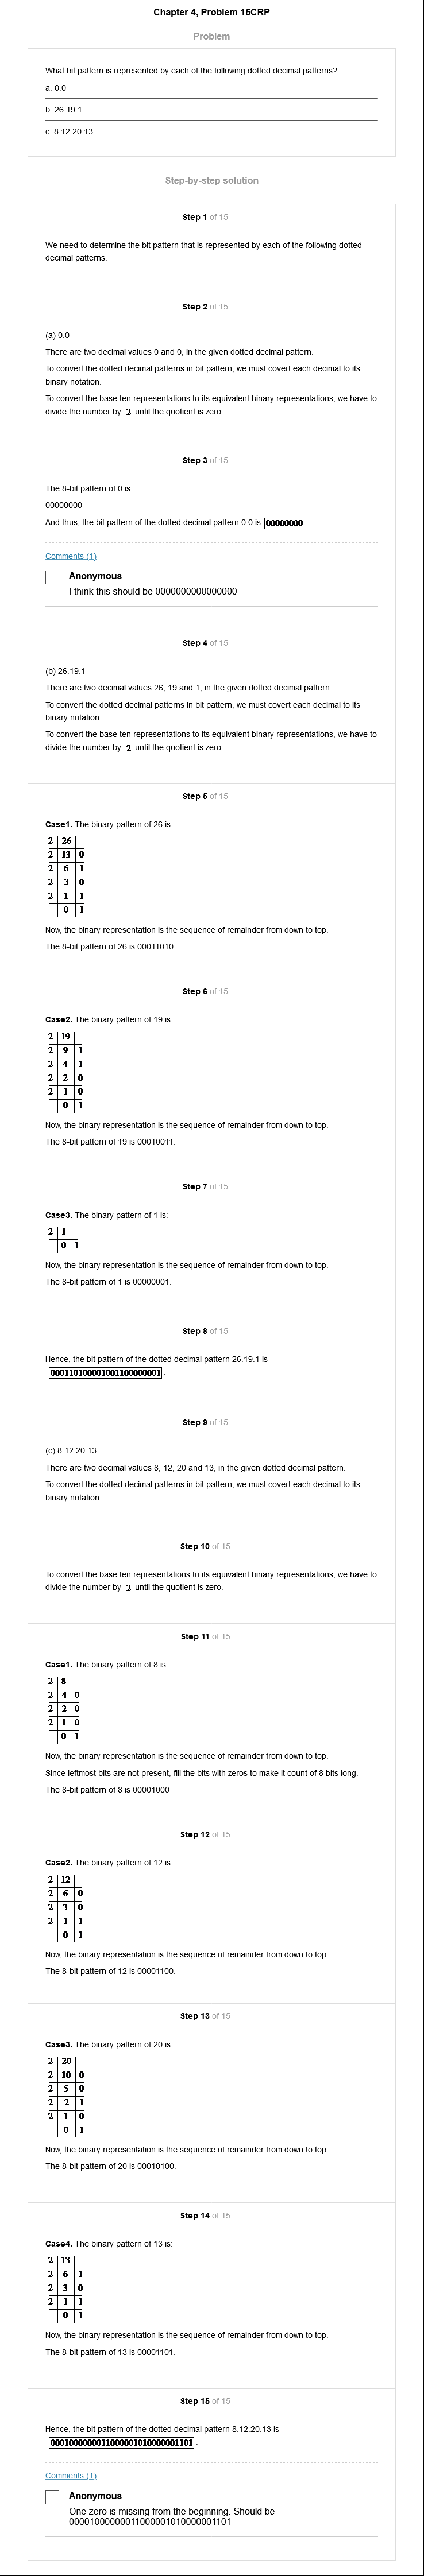 Chapter 4, Problem 15CRP
Problem
What bit pattern is represented by each of the following dotted decimal patterns?
a. 0.0
b. 26.19.1
c. 8.12.20.13
Step-by-step solution
Step 1 of 15
We need to determine the bit pattern that is represented by each of the following dotted
decimal patterns.
Step 2 of 15
(a) 0.0
There are two decimal values 0 and 0, in the given dotted decimal pattern.
To convert the dotted decimal patterns in bit pattern, we must covert each decimal to its
binary notation.
To convert the base ten representations to its equivalent binary representations, we have to
divide the number by 2 until the quotient is zero.
Step 3 of 15
The 8-bit pattern of 0 is:
00000000
And thus, the bit pattern of the dotted decimal pattern 0.0 is 00000000.
Comments (1)
Anonymous
I think this should be 0000000000000000
Step 4 of 15
(b) 26.19.1
There are two decimal values 26, 19 and 1, in the given dotted decimal pattern.
To convert the dotted decimal patterns in bit pattern, we must covert each decimal to its
binary notation.
To convert the base ten representations to its equivalent binary representations, we have to
divide the number by 2 until the quotient is zero.
Step 5 of 15
Case1. The binary pattern of 26 is:
2 26
2 13 0
2 6 1
2 3 0
2 1 1
0 1
Now, the binary representation is the sequence of remainder from down to top.
The 8-bit pattern of 26 is 00011010.
Step 6 of 15
Case2. The binary pattern of 19 is:
2 19
2 9 1
2 4 1
2 2 0
2 1 0
0 1
Now, the binary representation is the sequence of remainder from down to top.
The 8-bit pattern of 19 is 00010011.
Step 7 of 15
Case3. The binary pattern of 1 is:
2 1
0 1
Now, the binary representation is the sequence of remainder from down to top.
The 8-bit pattern of 1 is 00000001.
Step 8 of 15
Hence, the bit pattern of the dotted decimal pattern 26.19.1 is
000110100001001100000001.
Step 9 of 15
(c) 8.12.20.13
There are two decimal values 8, 12, 20 and 13, in the given dotted decimal pattern.
To convert the dotted decimal patterns in bit pattern, we must covert each decimal to its
binary notation.
Step 10 of 15
To convert the base ten representations to its equivalent binary representations, we have to
divide the number by 2 until the quotient is zero.
Step 11 of 15
Case1. The binary pattern of 8 is:
2 8
2 4 0
2 2 0
2 1 0
0 1
Now, the binary representation is the sequence of remainder from down to top.
Since leftmost bits are not present, fill the bits with zeros to make it count of 8 bits long.
The 8-bit pattern of 8 is 00001000
Step 12 of 15
Case2. The binary pattern of 12 is:
2 12
2 6 0
2 3 0
2 1 1
0 1
Now, the binary representation is the sequence of remainder from down to top.
The 8-bit pattern of 12 is 00001100.
Step 13 of 15
Case3. The binary pattern of 20 is:
2 20
2 10 0
2 5 0
2 2 1
2 1 0
0 1
Now, the binary representation is the sequence of remainder from down to top.
The 8-bit pattern of 20 is 00010100.
Step 14 of 15
Case4. The binary pattern of 13 is:
2 13
2 6 1
2 3 0
2 1 1
0 1
Now, the binary representation is the sequence of remainder from down to top.
The 8-bit pattern of 13 is 00001101.
Step 15 of 15
Hence, the bit pattern of the dotted decimal pattern 8.12.20.13 is
0001000000011000001010000001101.
Comments (1)
Anonymous
One zero is missing from the beginning. Should be
00001000000011000001010000001101